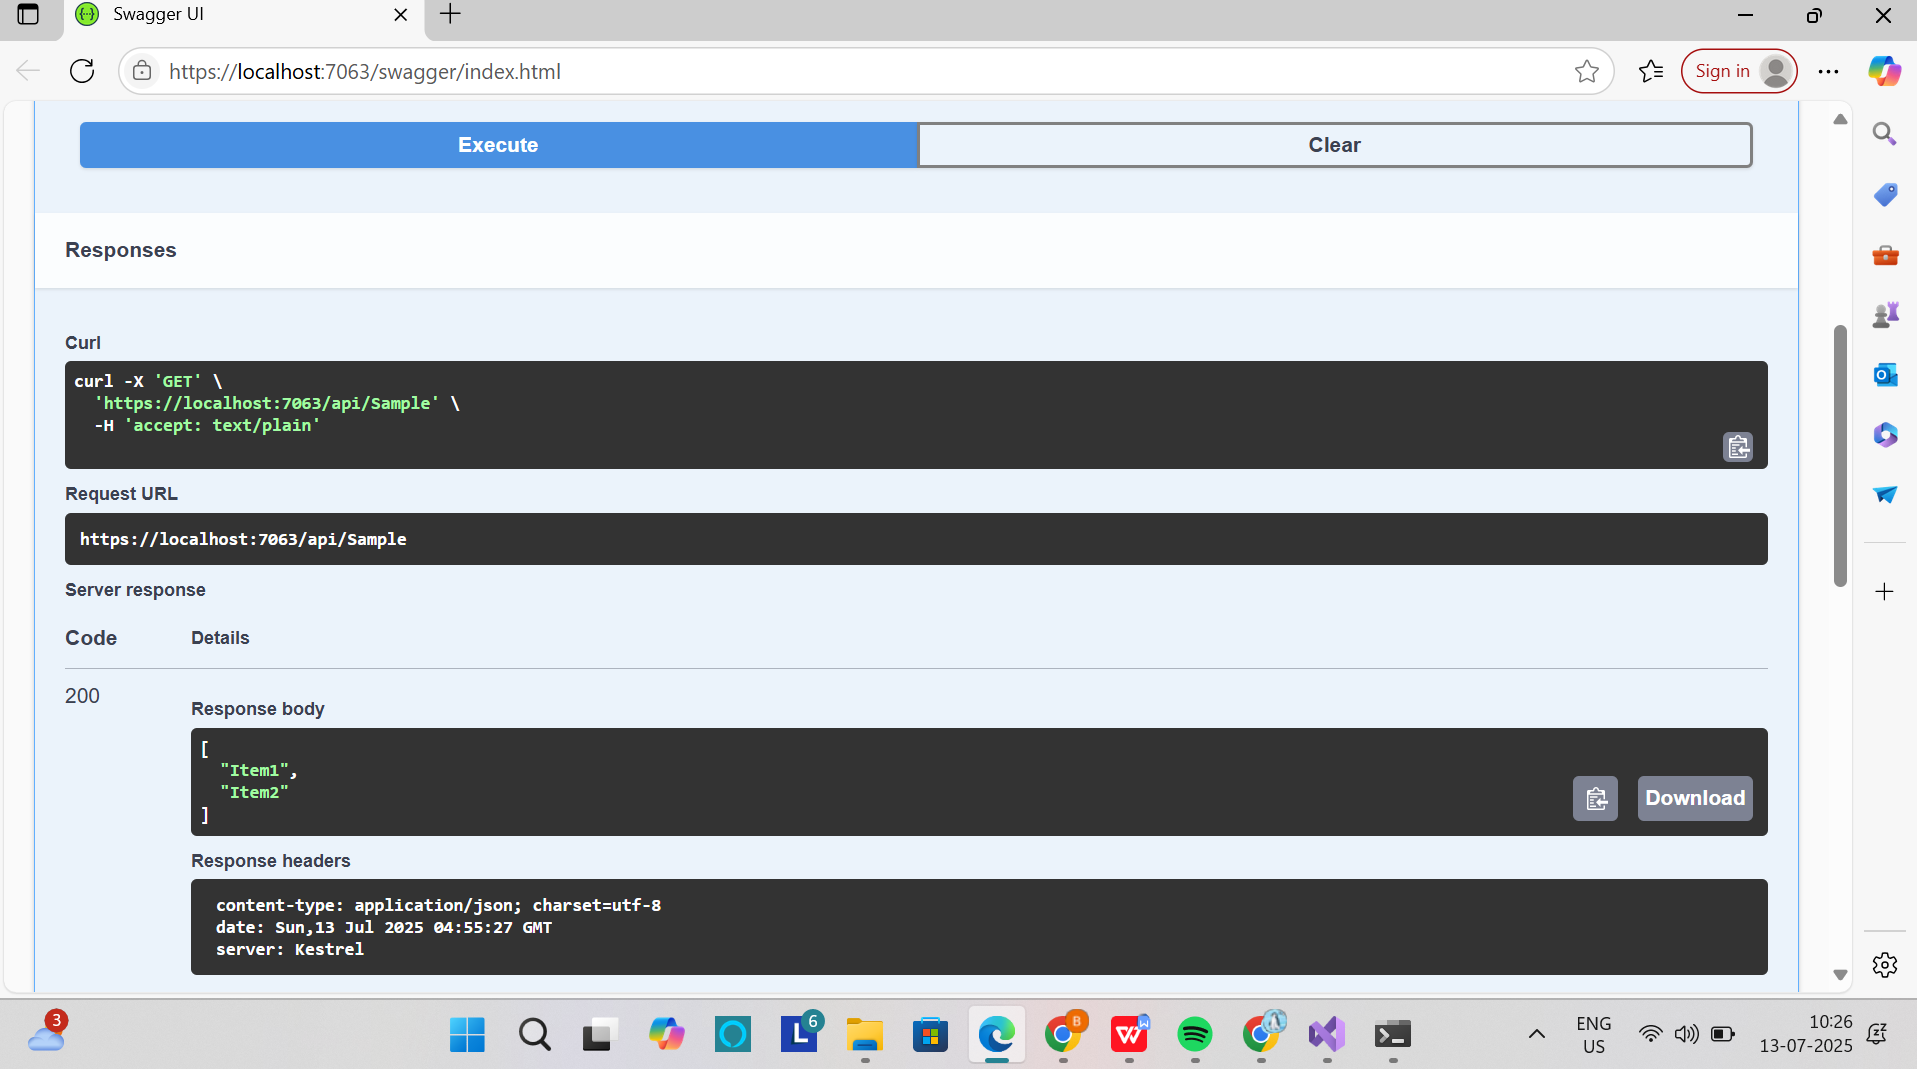 Swagger UI
https://localhost:7063/swagger/index.html
Sign in
Execute
Clear
Responses
Curl
curl -X 'GET' \
'https://localhost:7063/api/Sample' \
-H 'accept: text/plain'
Request URL
https://localhost:7063/api/Sample
Server response
Code
Details
200
Response body
[
"Item1",
"Item2"
]
Download
Response headers
content-type: application/json; charset=utf-8
date: Sun,13 Jul 2025 04:55:27 GMT
server: Kestrel
3
6
B
ENG
US
10:26
13-07-2025